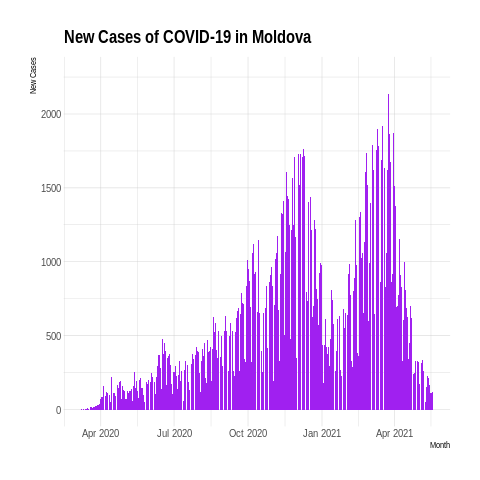 New Cases of COVID-19 in Moldova
New Cases
2000
1500
1000
500
0
Apr 2020
Jul 2020
Oct 2020
Jan 2021
Apr 2021
Month